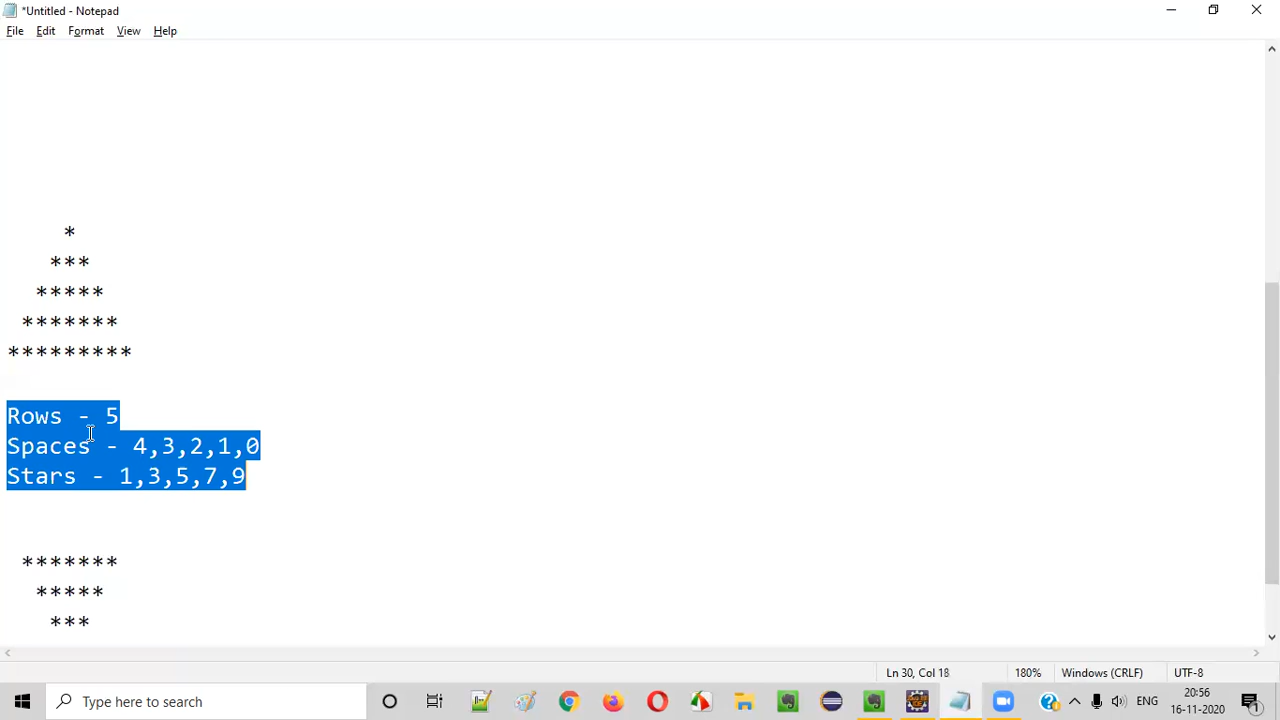 *Untitled - Notepad
File Edit Format View Help
*
***
*****
*******
*********
Rows - 5
Spaces - 4,3,2,1,0
Stars - 1,3,5,7,9
*******
*****
***
Ln 30, Col 18 180% Windows (CRLF) UTF-8
Type here to search
ENG
20:56
16-11-2020
1